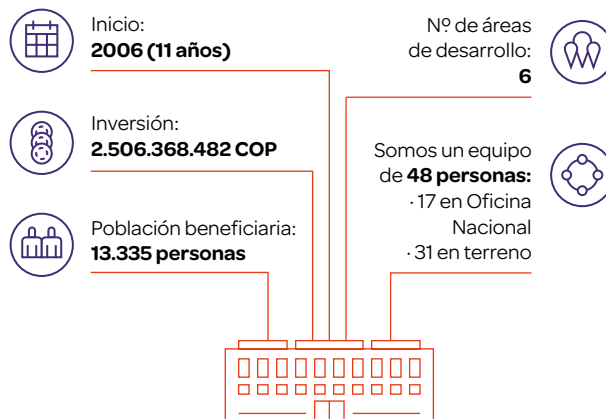 Inicio:
2006 (11 años)
Inversión:
2.506.368.482 COP
Población beneficiaria:
13.335 personas
Nº de áreas
de desarrollo:
6
Somos un equipo
de 48 personas:
· 17 en Oficina
Nacional
· 31 en terreno